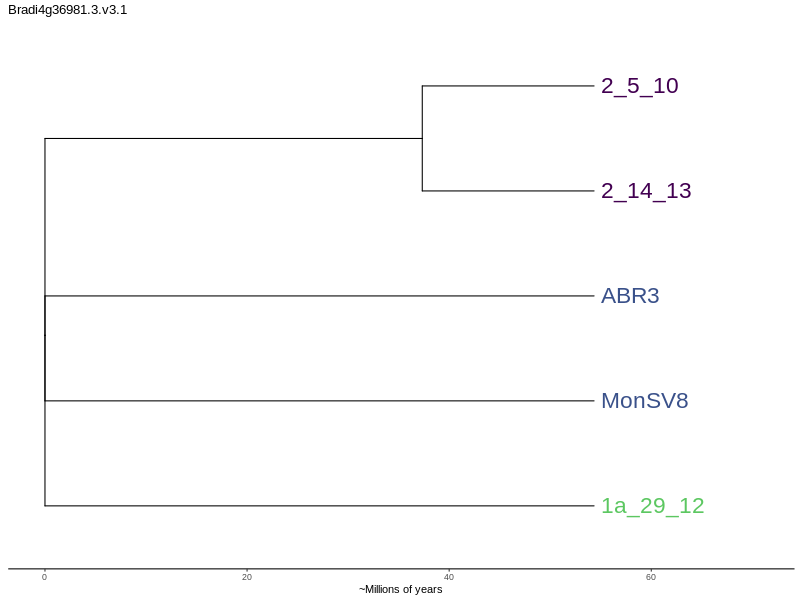 Bradi4g36981.3.v3.1
2_5_10
2_14_13
ABR3
MonSV8
1a_29_12
0 20 40 60
~Millions of years